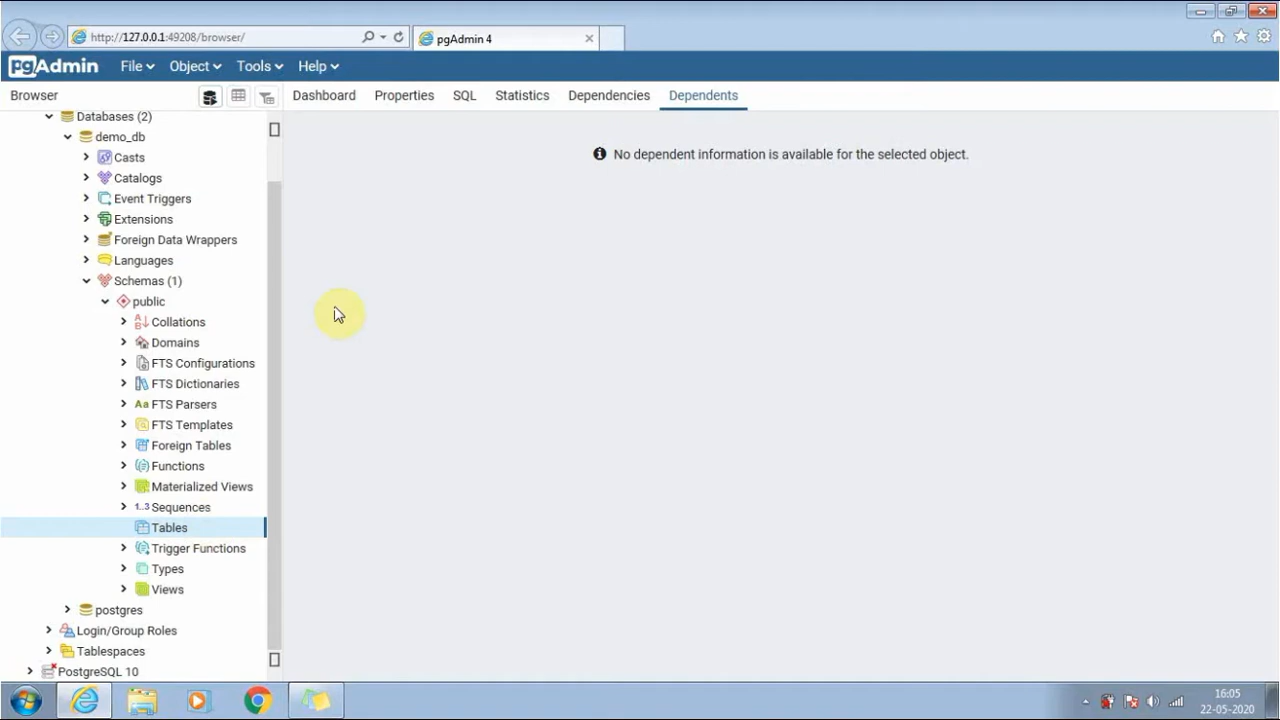 http://127.0.0.1:49208/browser/
pgAdmin 4
pgAdmin
File
Object
Tools
Help
Browser
Dashboard
Properties
SQL
Statistics
Dependencies
Dependents
No dependent information is available for the selected object.
Databases (2)
demo_db
Casts
Catalogs
Event Triggers
Extensions
Foreign Data Wrappers
Languages
Schemas (1)
public
Collations
Domains
FTS Configurations
FTS Dictionaries
Aa FTS Parsers
FTS Templates
Foreign Tables
Functions
Materialized Views
1..3 Sequences
Tables
Trigger Functions
Types
Views
postgres
Login/Group Roles
Tablespaces
PostgreSQL 10
16:05
22-05-2020